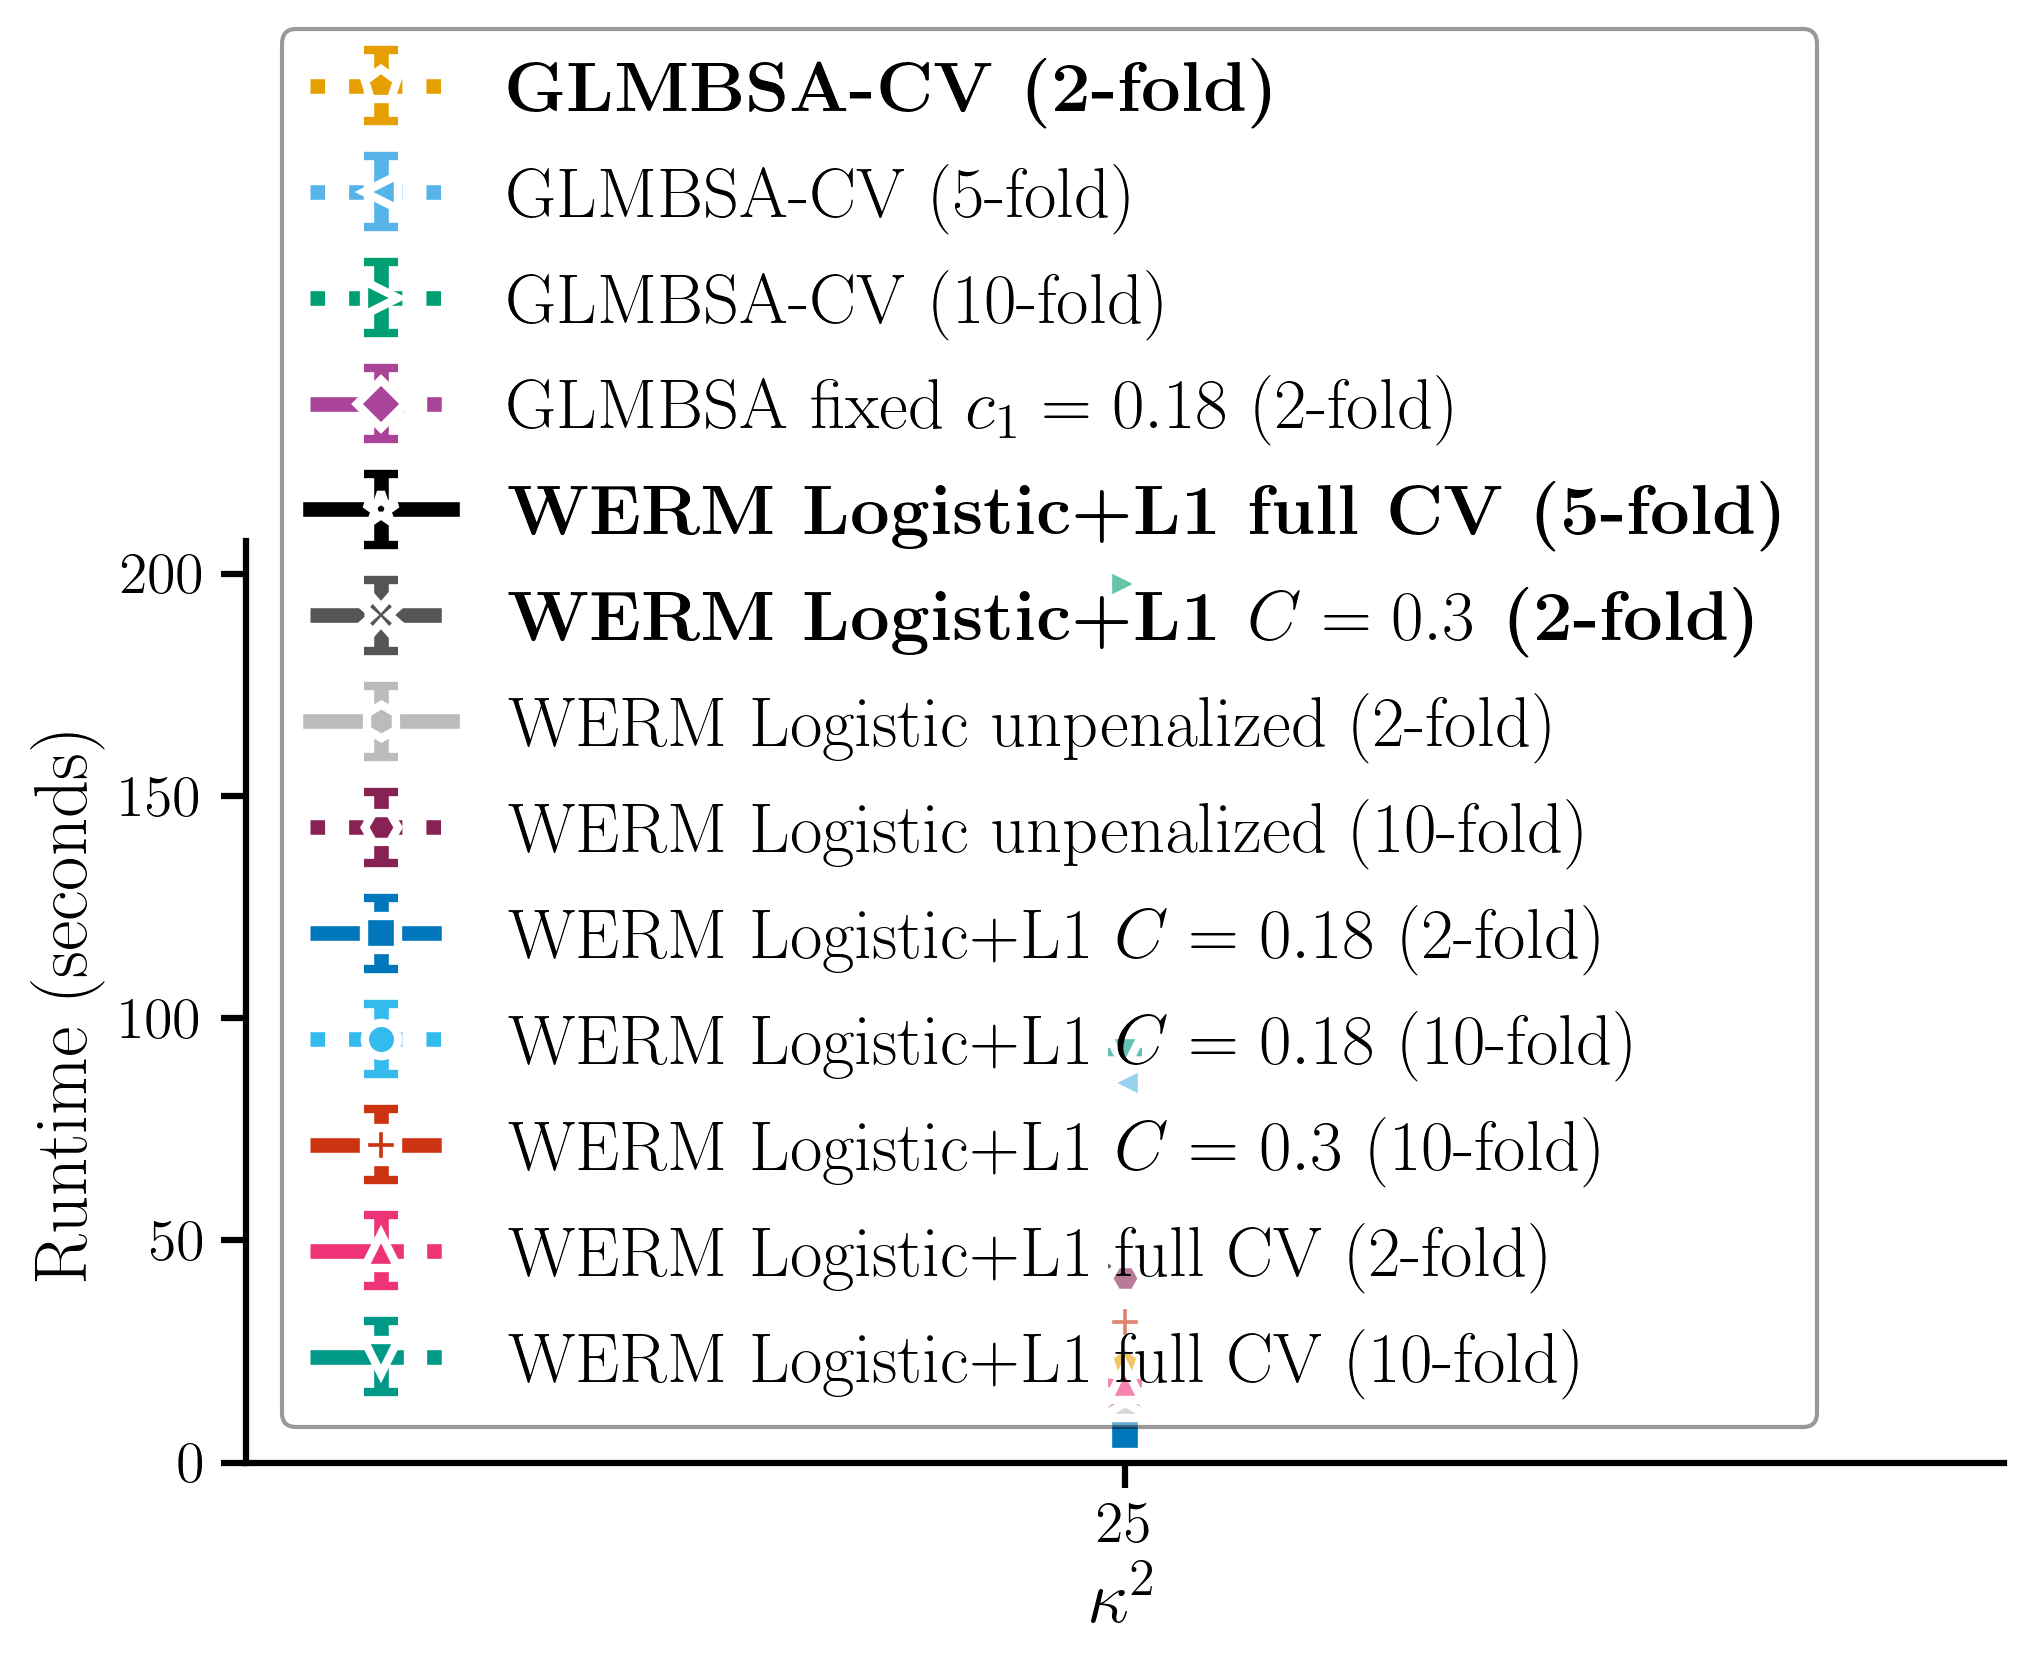 GLMBSA-CV (2-fold)
GLMBSA-CV (5-fold)
GLMBSA-CV (10-fold)
GLMBSA fixed c₁ = 0.18 (2-fold)
WERM Logistic+L1 full CV (5-fold)
WERM Logistic+L1 C = 0.3 (2-fold)
WERM Logistic unpenalized (2-fold)
WERM Logistic unpenalized (10-fold)
WERM Logistic+L1 C = 0.18 (2-fold)
WERM Logistic+L1 C = 0.18 (10-fold)
WERM Logistic+L1 C = 0.3 (10-fold)
WERM Logistic+L1 full CV (2-fold)
WERM Logistic+L1 full CV (10-fold)
Runtime (seconds)
200
150
100
50
0
25
κ²